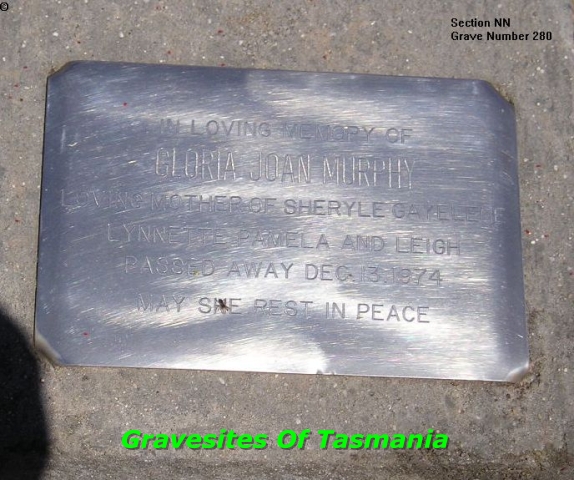 ©
Section NN
Grave Number 280
IN LOVING MEMORY OF
GLORIA JOAN MURPHY
LOVING MOTHER OF SHERYLE
LYNNETTE PAMELA AND LEIGH
PASSED AWAY DEC. 13. 1974
MAY SHE REST IN PEACE
Gravesites Of Tasmania